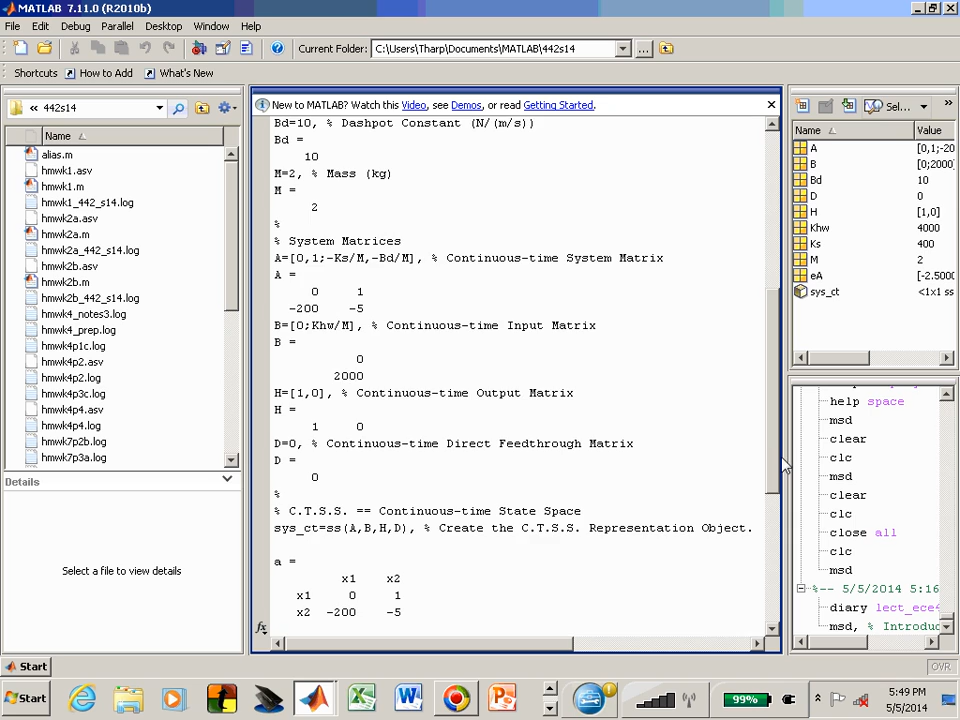 MATLAB 7.11.0 (R2010b)
File Edit Debug Parallel Desktop Window Help
Current Folder: C:\Users\Tharp\Documents\MATLAB\442s14
Shortcuts How to Add What's New
« 442s14
Name
alias.m
hmwk1.asv
hmwk1.m
hmwk1_442_s14.log
hmwk2a.asv
hmwk2a.m
hmwk2a_442_s14.log
hmwk2b.asv
hmwk2b.m
hmwk2b_442_s14.log
hmwk4_notes3.log
hmwk4_prep.log
hmwk4p1c.log
hmwk4p2.asv
hmwk4p2.log
hmwk4p3c.log
hmwk4p4.asv
hmwk4p4.log
hmwk7p2b.log
hmwk7p3a.log
Details
Select a file to view details
New to MATLAB? Watch this Video, see Demos, or read Getting Started.
Bd=10, % Dashpot Constant (N/(m/s))
Bd =
10
M=2, % Mass (kg)
M =
2
%
% System Matrices
A=[0,1;-Ks/M,-Bd/M], % Continuous-time System Matrix
A =
0 1
-200 -5
B=[0;Khw/M], % Continuous-time Input Matrix
B =
0
2000
H=[1,0], % Continuous-time Output Matrix
H =
1 0
D=0, % Continuous-time Direct Feedthrough Matrix
D =
0
%
% C.T.S.S. == Continuous-time State Space
sys_ct=ss(A,B,H,D), % Create the C.T.S.S. Representation Object.
a =
x1 x2
x1 0 1
x2 -200 -5
fx
Sel...
Name Value
A [0,1;-20
B [0;2000]
Bd 10
D 0
H [1,0]
Khw 4000
Ks 400
M 2
eA [-2.5000
sys_ct <1x1 ss
help space
msd
clear
clc
msd
clear
clc
close all
clc
msd
%-- 5/5/2014 5:16
diary lect_ece4
msd, % Introduc
Start
OVR
Start
99%
5:49 PM
5/5/2014